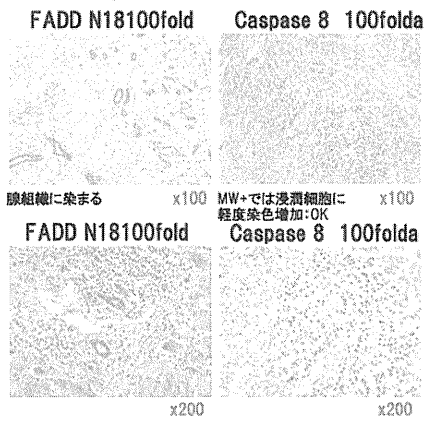 FADD N18100fold
Caspase 8 100folda
腺組織に染まる
x100
MW+では浸潤細胞に
軽度染色増加:OK
x100
FADD N18100fold
Caspase 8 100folda
x200
x200